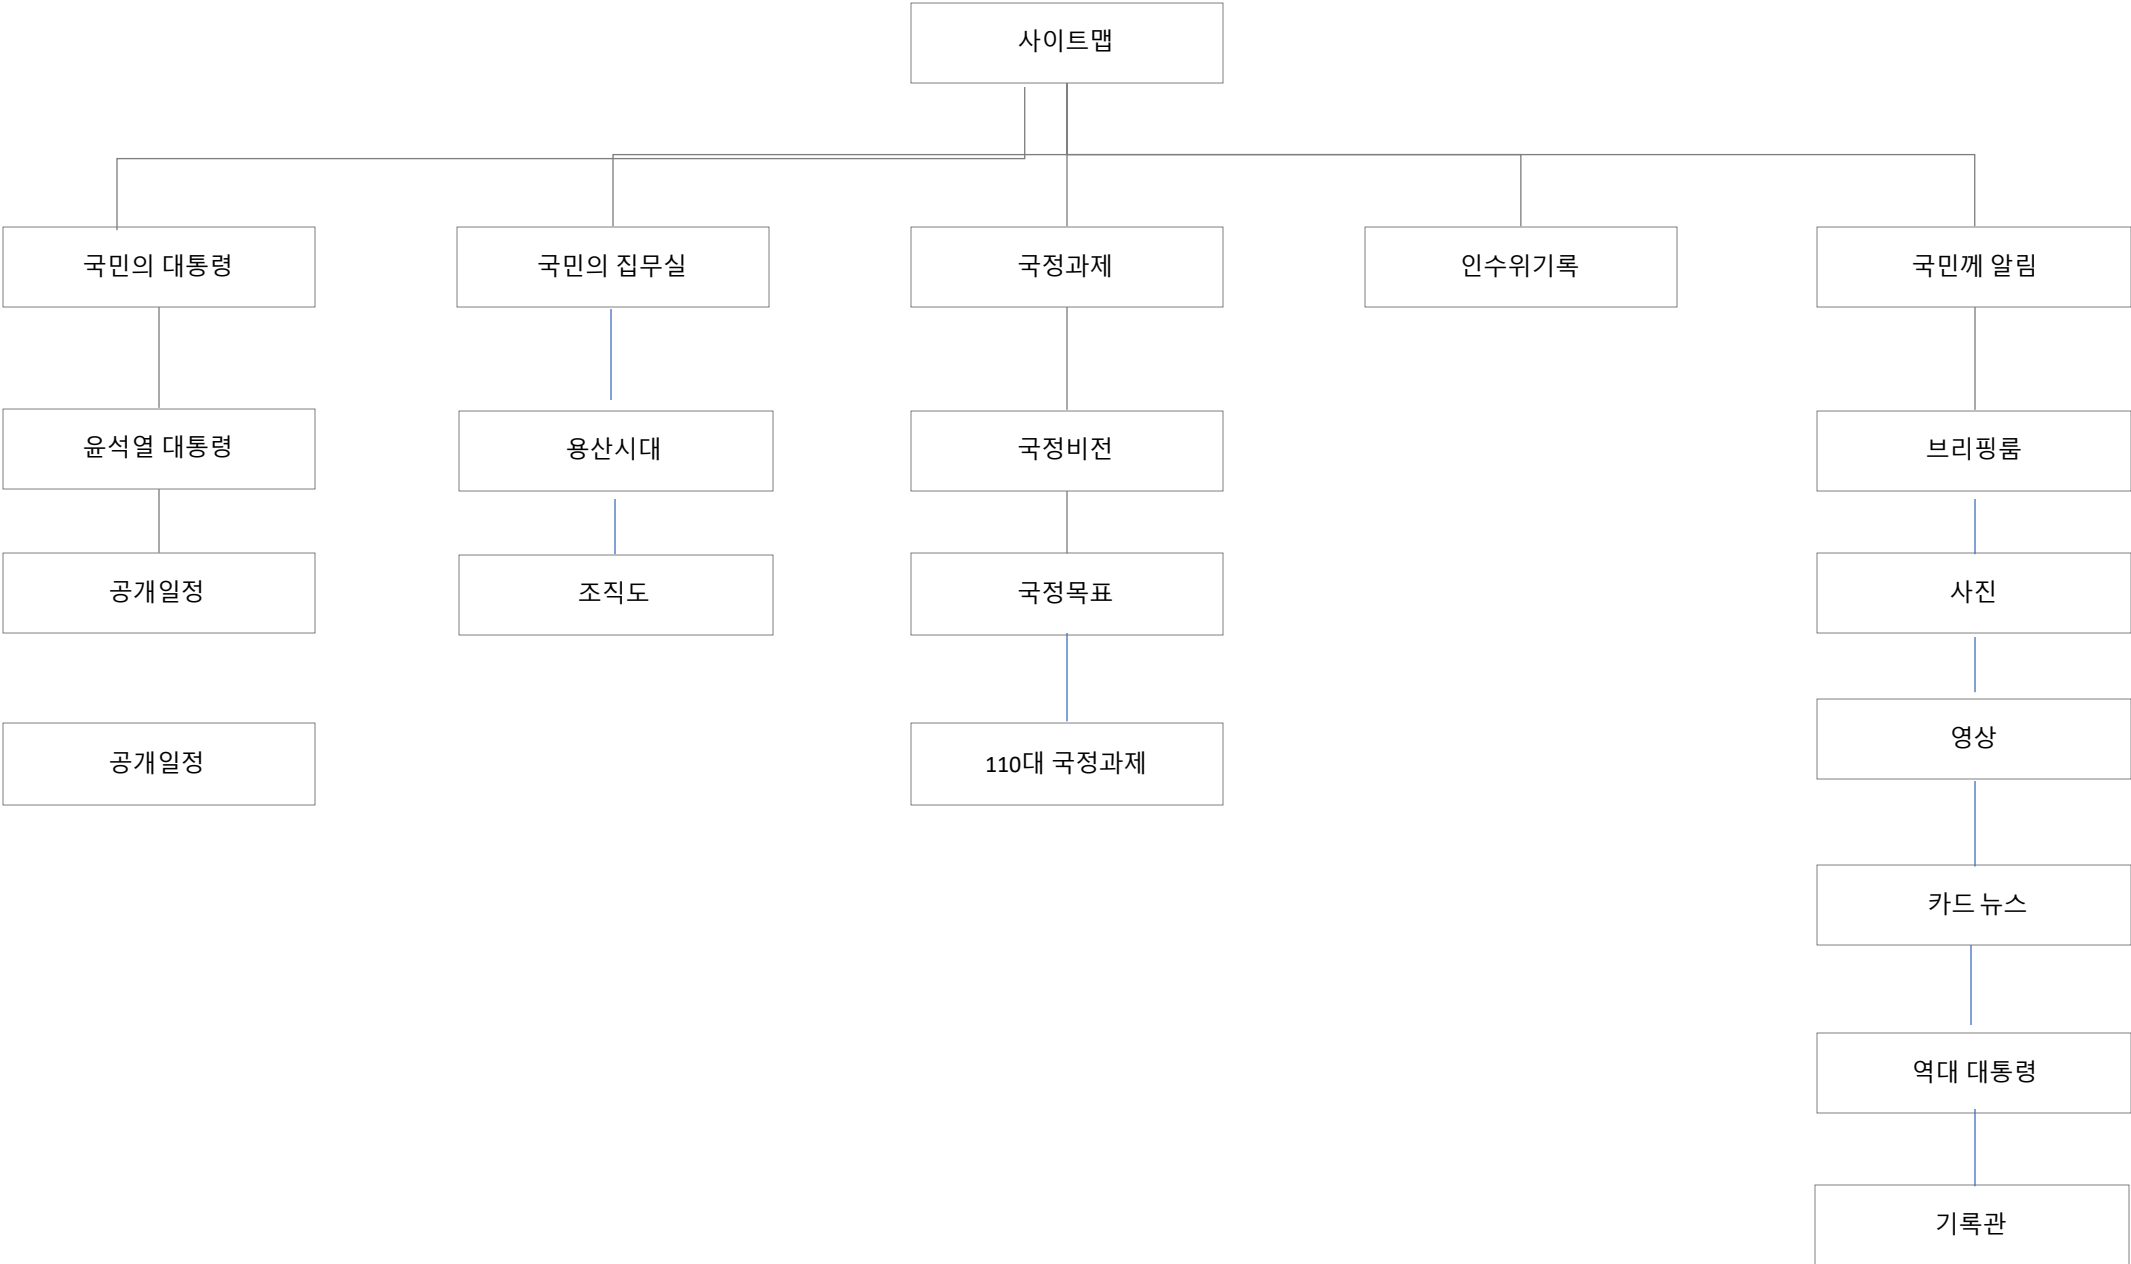 사이트맵
국민의 대통령
국민의 집무실
국정과제
인수위기록
국민께 알림
윤석열 대통령
용산시대
국정비전
브리핑룸
공개일정
조직도
국정목표
사진
공개일정
110대 국정과제
영상
카드 뉴스
역대 대통령
기록관